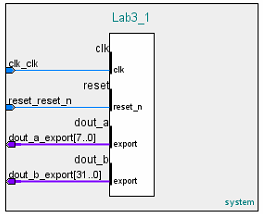 Lab3_1
clk
clk_clk
clk
reset
reset_reset_n
reset_n
dout_a
dout_a_export[7..0]
export
dout_b
dout_b_export[31..0]
export
system